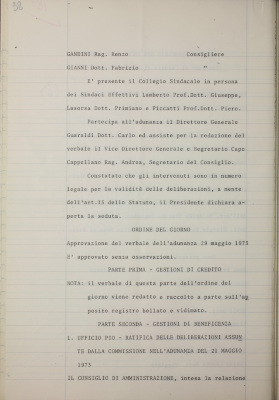 GANDINI Rag. Renzo Consigliere
GIANNI Dott. Fabrizio "
E' presente il Collegio Sindacale in persona
dei Sindaci Effettivi Lamberto Prof.Dott. Giuseppe,
Laserra Dott. Primiano e Piccatti Prof.Dott. Piero.
Partecipa all'adunanza il Direttore Generale
Guaraldi Dott. Carlo ed assiste per la redazione del
verbale il Vice Direttore Generale e Segretario Capo
Cappellano Rag. Andrea, Segretario del Consiglio.
Constatato che gli intervenuti sono in numero
legale per la validità delle deliberazioni, a mente
dell'art.15 dello Statuto, il Presidente dichiara a-
perta la seduta.
ORDINE DEL GIORNO
Approvazione del verbale dell'adunanza 29 maggio 1973
E' approvato senza osservazioni.
PARTE PRIMA - GESTIONI DI CREDITO
NOTA: il verbale di questa parte dell'ordine del
giorno viene redatto e raccolto a parte sull'ap
posito registro bollato e vidimato.
PARTE SECONDA - GESTIONI DI BENEFICENZA
1. UFFICIO PIO - RATIFICA DELLE DELIBERAZIONI ASSUN
TE DALLA COMMISSIONE NELL'ADUNANZA DEL 21 MAGGIO
1973
IL CONSIGLIO DI AMMINISTRAZIONE, intesa la relazione